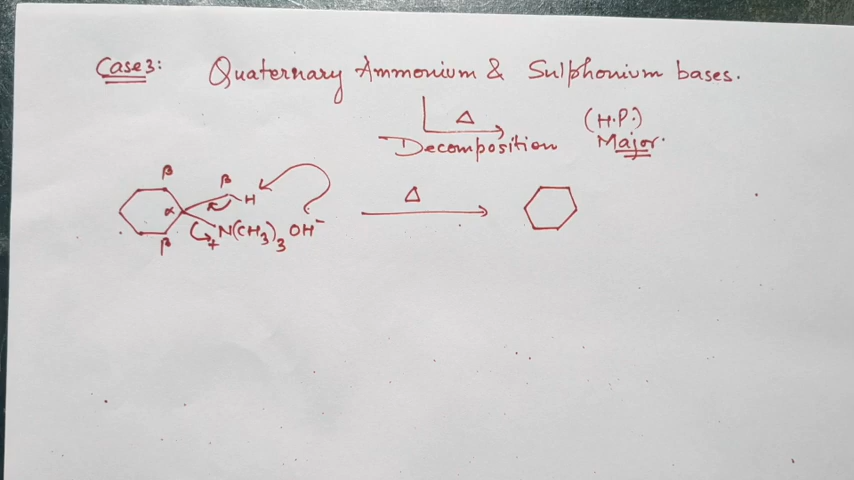 Case 3: Quaternary Ammonium & Sulphonium bases.
Δ (H.P.)
Decomposition Major.
β
β
H
α
Δ
N(CH3)3 OH-
+
β